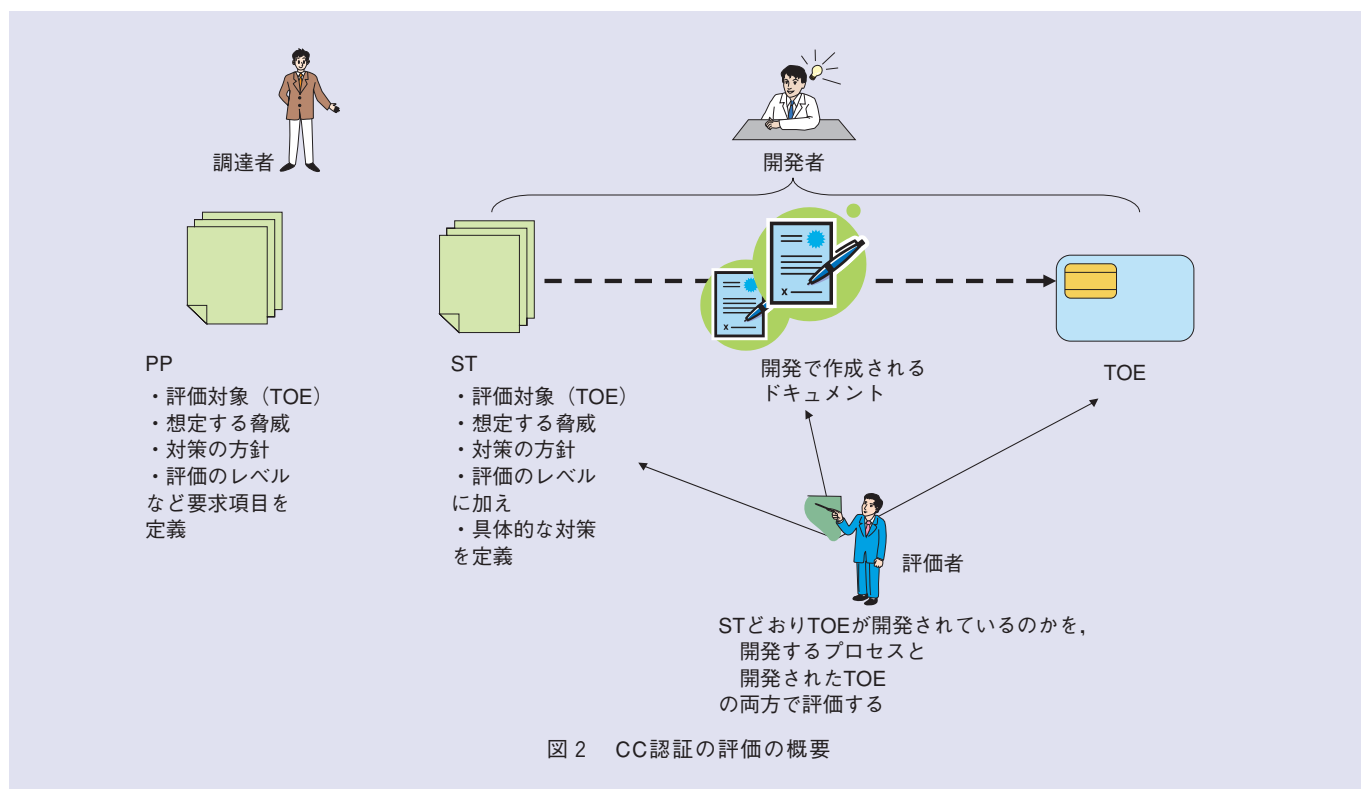 調達者
開発者
PP
・評価対象（TOE）
・想定する脅威
・対策の方針
・評価のレベル
など要求項目を
定義
ST
・評価対象（TOE）
・想定する脅威
・対策の方針
・評価のレベル
に加え
・具体的な対策
を定義
開発で作成される
ドキュメント
TOE
評価者
STどおりTOEが開発されているのかを，
開発するプロセスと
開発されたTOE
の両方で評価する
図２　CC認証の評価の概要